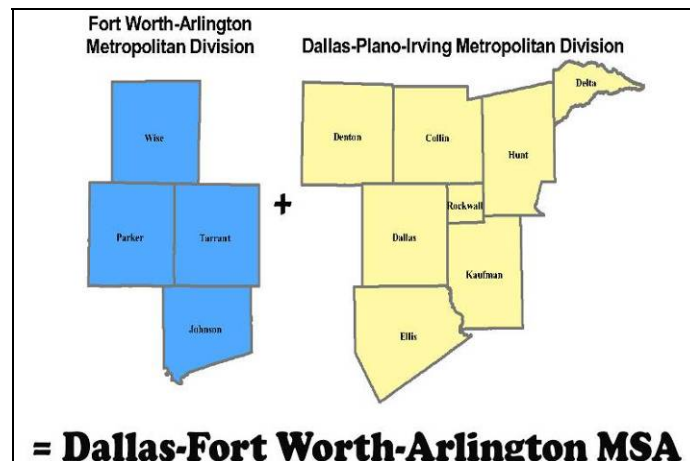 Fort Worth-Arlington
Metropolitan Division
Dallas-Plano-Irving Metropolitan Division
Wise
Parker
Tarrant
Johnson
+
Denton
Collin
Hunt
Delta
Rockwall
Dallas
Kaufman
Ellis
= Dallas-Fort Worth-Arlington MSA